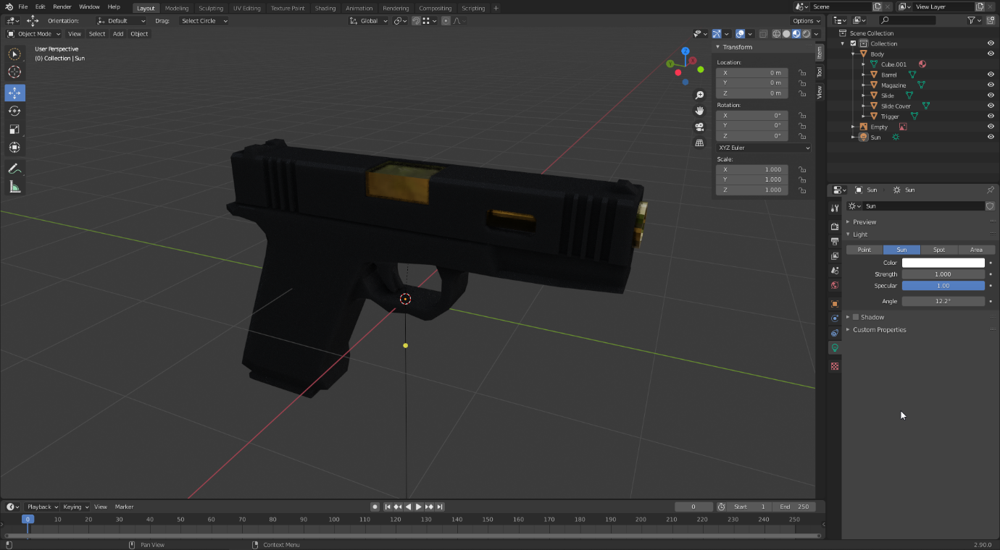 File Edit Render Window Help Layout Modeling Sculpting UV Editing Texture Paint Shading Animation Rendering Compositing Scripting + Scene View Layer
Orientation: Default Drag: Select Circle Global Options
Object Mode View Select Add Object
User Perspective
(0) Collection | Sun
Z
X
Y
Transform
Location:
X 0 m
Y 0 m
Z 0 m
Rotation:
X 0°
Y 0°
Z 0°
XYZ Euler
Scale:
X 1.000
Y 1.000
Z 1.000
Item
Tool
View
Scene Collection
Collection
Body
Cube.001
Barrel
Magazine
Slide
Slide Cover
Trigger
Empty
Sun
Sun Sun
Sun
Preview
Light
Point Sun Spot Area
Color
Strength 1.000
Specular 1.00
Angle 12.2°
Shadow
Custom Properties
Playback Keying View Marker 0 Start 1 End 250
0 10 20 30 40 50 60 70 80 90 100 110 120 130 140 150 160 170 180 190 200 210 220 230 240 250
Pan View Context Menu 2.90.0